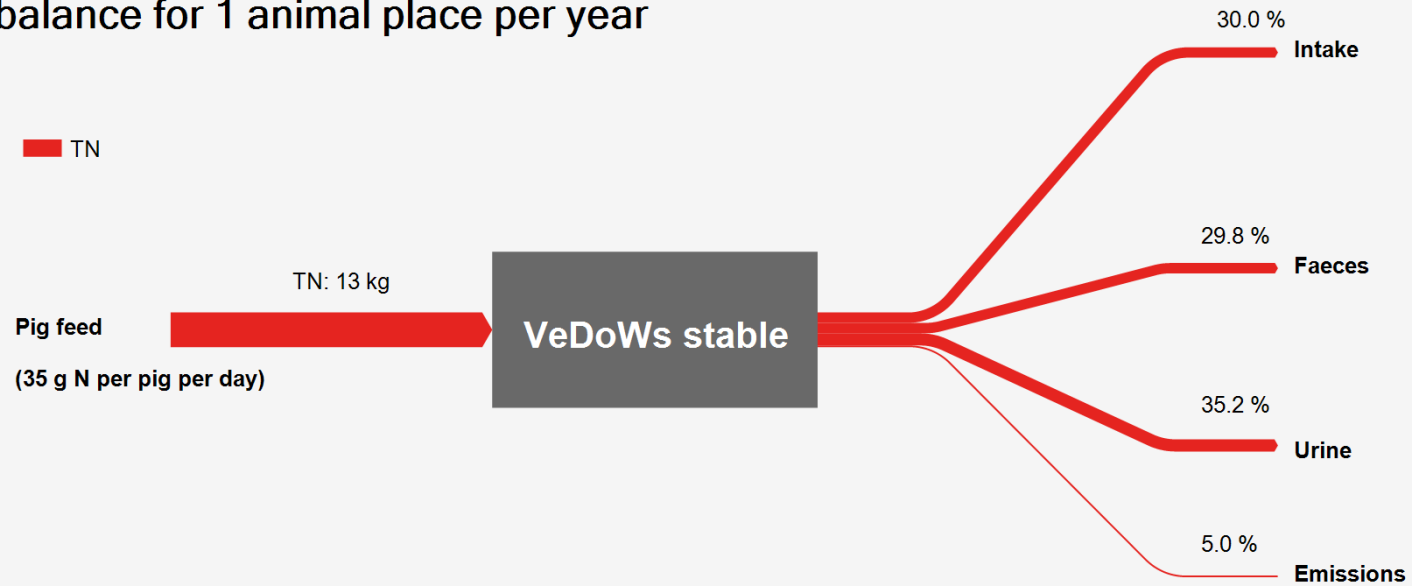 balance for 1 animal place per year
30.0 %
Intake
TN
29.8 %
Faeces
TN: 13 kg
Pig feed
VeDoWs stable
(35 g N per pig per day)
35.2 %
Urine
5.0 %
Emissions